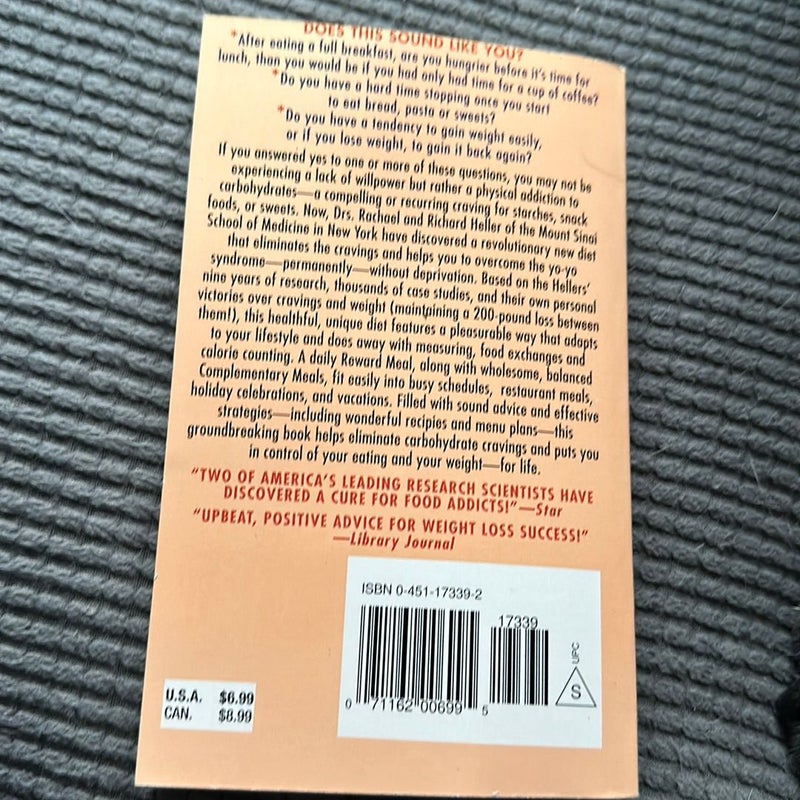 DOES THIS SOUND LIKE YOU?
*After eating a full breakfast, are you hungrier before it's time for
lunch, than you would be if you had only had time for a cup of coffee?
*Do you have a hard time stopping once you start
to eat bread, pasta or sweets?
*Do you have a tendency to gain weight easily,
or if you lose weight, to gain it back again?
If you answered yes to one or more of these questions, you may not be
experiencing a lack of willpower but rather a physical addiction to
carbohydrates—a compelling or recurring craving for starches, snack
foods, or sweets. Now, Drs. Rachael and Richard Heller of the Mount Sinai
School of Medicine in New York have discovered a revolutionary new diet
that eliminates the cravings and helps you to overcome the yo-yo
syndrome—permanently—without deprivation. Based on the Hellers'
nine years of research, thousands of case studies, and their own personal
victories over cravings and weight (maintaining a 200-pound loss between
them!), this healthful, unique diet features a pleasurable way that adapts
to your lifestyle and does away with measuring, food exchanges and
calorie counting. A daily Reward Meal, along with wholesome, balanced
Complementary Meals, fit easily into busy schedules, restaurant meals,
holiday celebrations, and vacations. Filled with sound advice and effective
strategies—including wonderful recipies and menu plans—this
groundbreaking book helps eliminate carbohydrate cravings and puts you
in control of your eating and your weight—for life.
"TWO OF AMERICA'S LEADING RESEARCH SCIENTISTS HAVE
DISCOVERED A CURE FOR FOOD ADDICTS!"—Star
"UPBEAT, POSITIVE ADVICE FOR WEIGHT LOSS SUCCESS!"
—Library Journal
ISBN 0-451-17339-2
17339
UPC
S
0 71162 00699 5
U.S.A. $6.99
CAN. $8.99